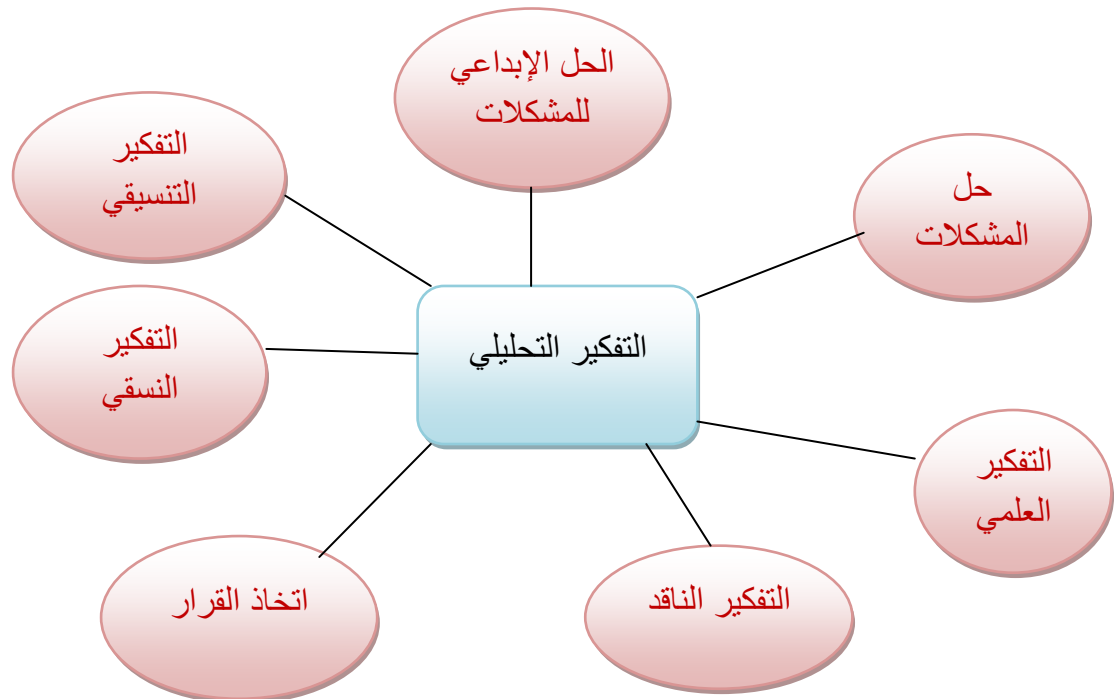 الحل الإبداعي
للمشكلات
التفكير
التنسيقي
حل
المشكلات
التفكير
النسقي
التفكير التحليلي
التفكير
العلمي
اتخاذ القرار
التفكير الناقد